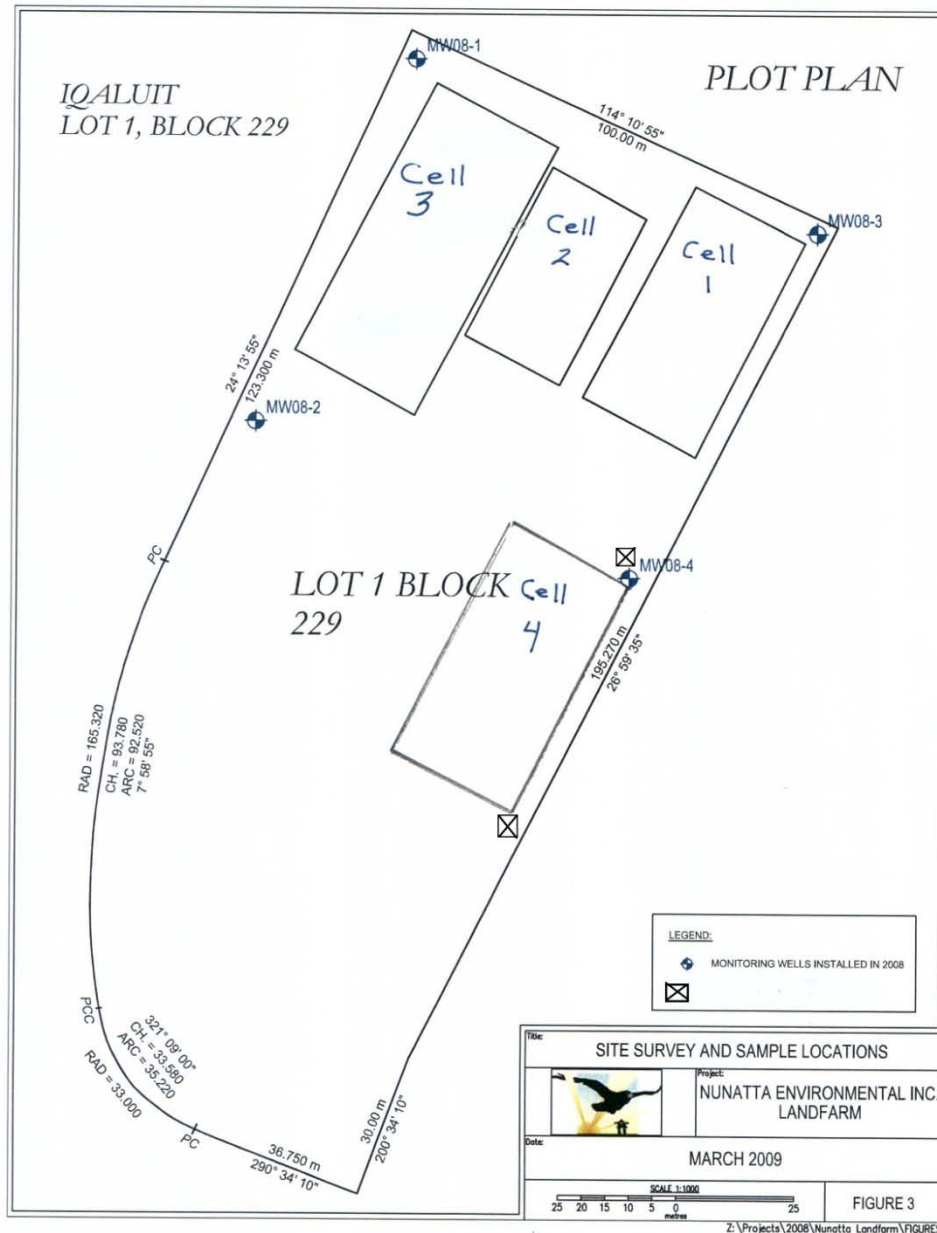 IQALUIT
LOT 1, BLOCK 229
PLOT PLAN
MW08-1
114° 10' 55"
100.00 m
MW08-3
Cell
3
Cell
2
Cell
1
24° 13' 55"
123.300 m
MW08-2
PC
LOT 1 BLOCK
229
Cell
4
MW08-4
195.270 m
26° 59' 35"
RAD = 165.320
CH. = 93.780
ARC = 92.520
7° 58' 55"
PCC
321° 09' 00"
CH. = 33.580
ARC = 35.220
RAD = 33.000
PC
36.750 m
290° 34' 10"
30.00 m
200° 34' 10"
LEGEND:
MONITORING WELLS INSTALLED IN 2008
Title:
SITE SURVEY AND SAMPLE LOCATIONS
Project:
NUNATTA ENVIRONMENTAL INC.
LANDFARM
Date:
MARCH 2009
SCALE 1:1000
25 20 15 10 5 0 25
metres
FIGURE 3
Z:\Projects\2008\Nunatta Landfarm\FIGURES